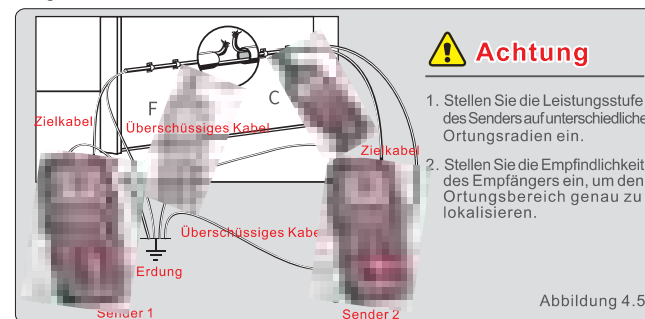 Achtung
1. Stellen Sie die Leistungsstufe
des Senders auf unterschiedliche
Ortungsradien ein.
2. Stellen Sie die Empfindlichkeit
des Empfängers ein, um den
Ortungsbereich genau zu
lokalisieren.
F
C
Zielkabel
Überschüssiges Kabel
Zielkabel
Überschüssiges Kabe
Erdung
Sender 1
Sender 2
Abbildung 4.5